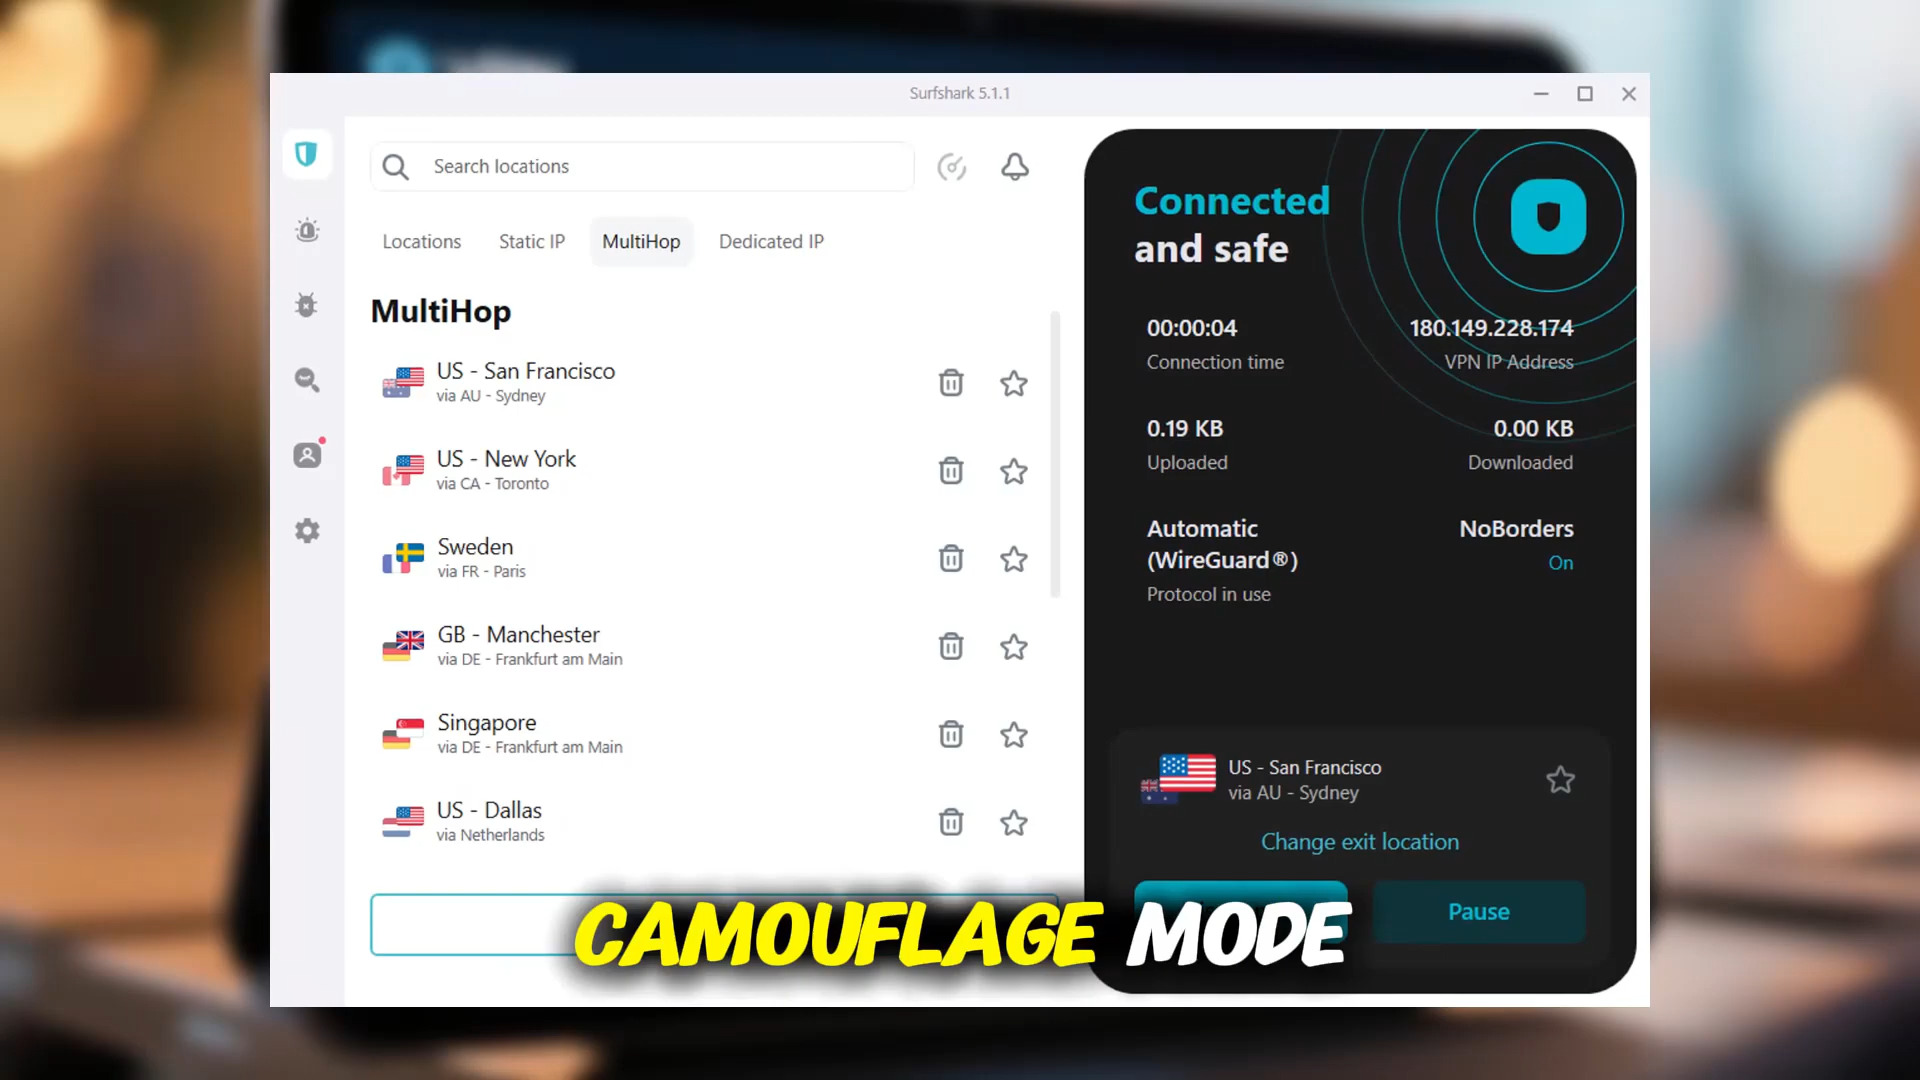 Surfshark 5.1.1
Search locations
Locations
Static IP
MultiHop
Dedicated IP
MultiHop
US - San Francisco
via AU - Sydney
US - New York
via CA - Toronto
Sweden
via FR - Paris
GB - Manchester
via DE - Frankfurt am Main
Singapore
via DE - Frankfurt am Main
US - Dallas
via Netherlands
Connected
and safe
00:00:04
Connection time
180.149.228.174
VPN IP Address
0.19 KB
Uploaded
0.00 KB
Downloaded
Automatic
(WireGuard®)
Protocol in use
NoBorders
On
US - San Francisco
via AU - Sydney
Change exit location
Pause
CAMOUFLAGE MODE